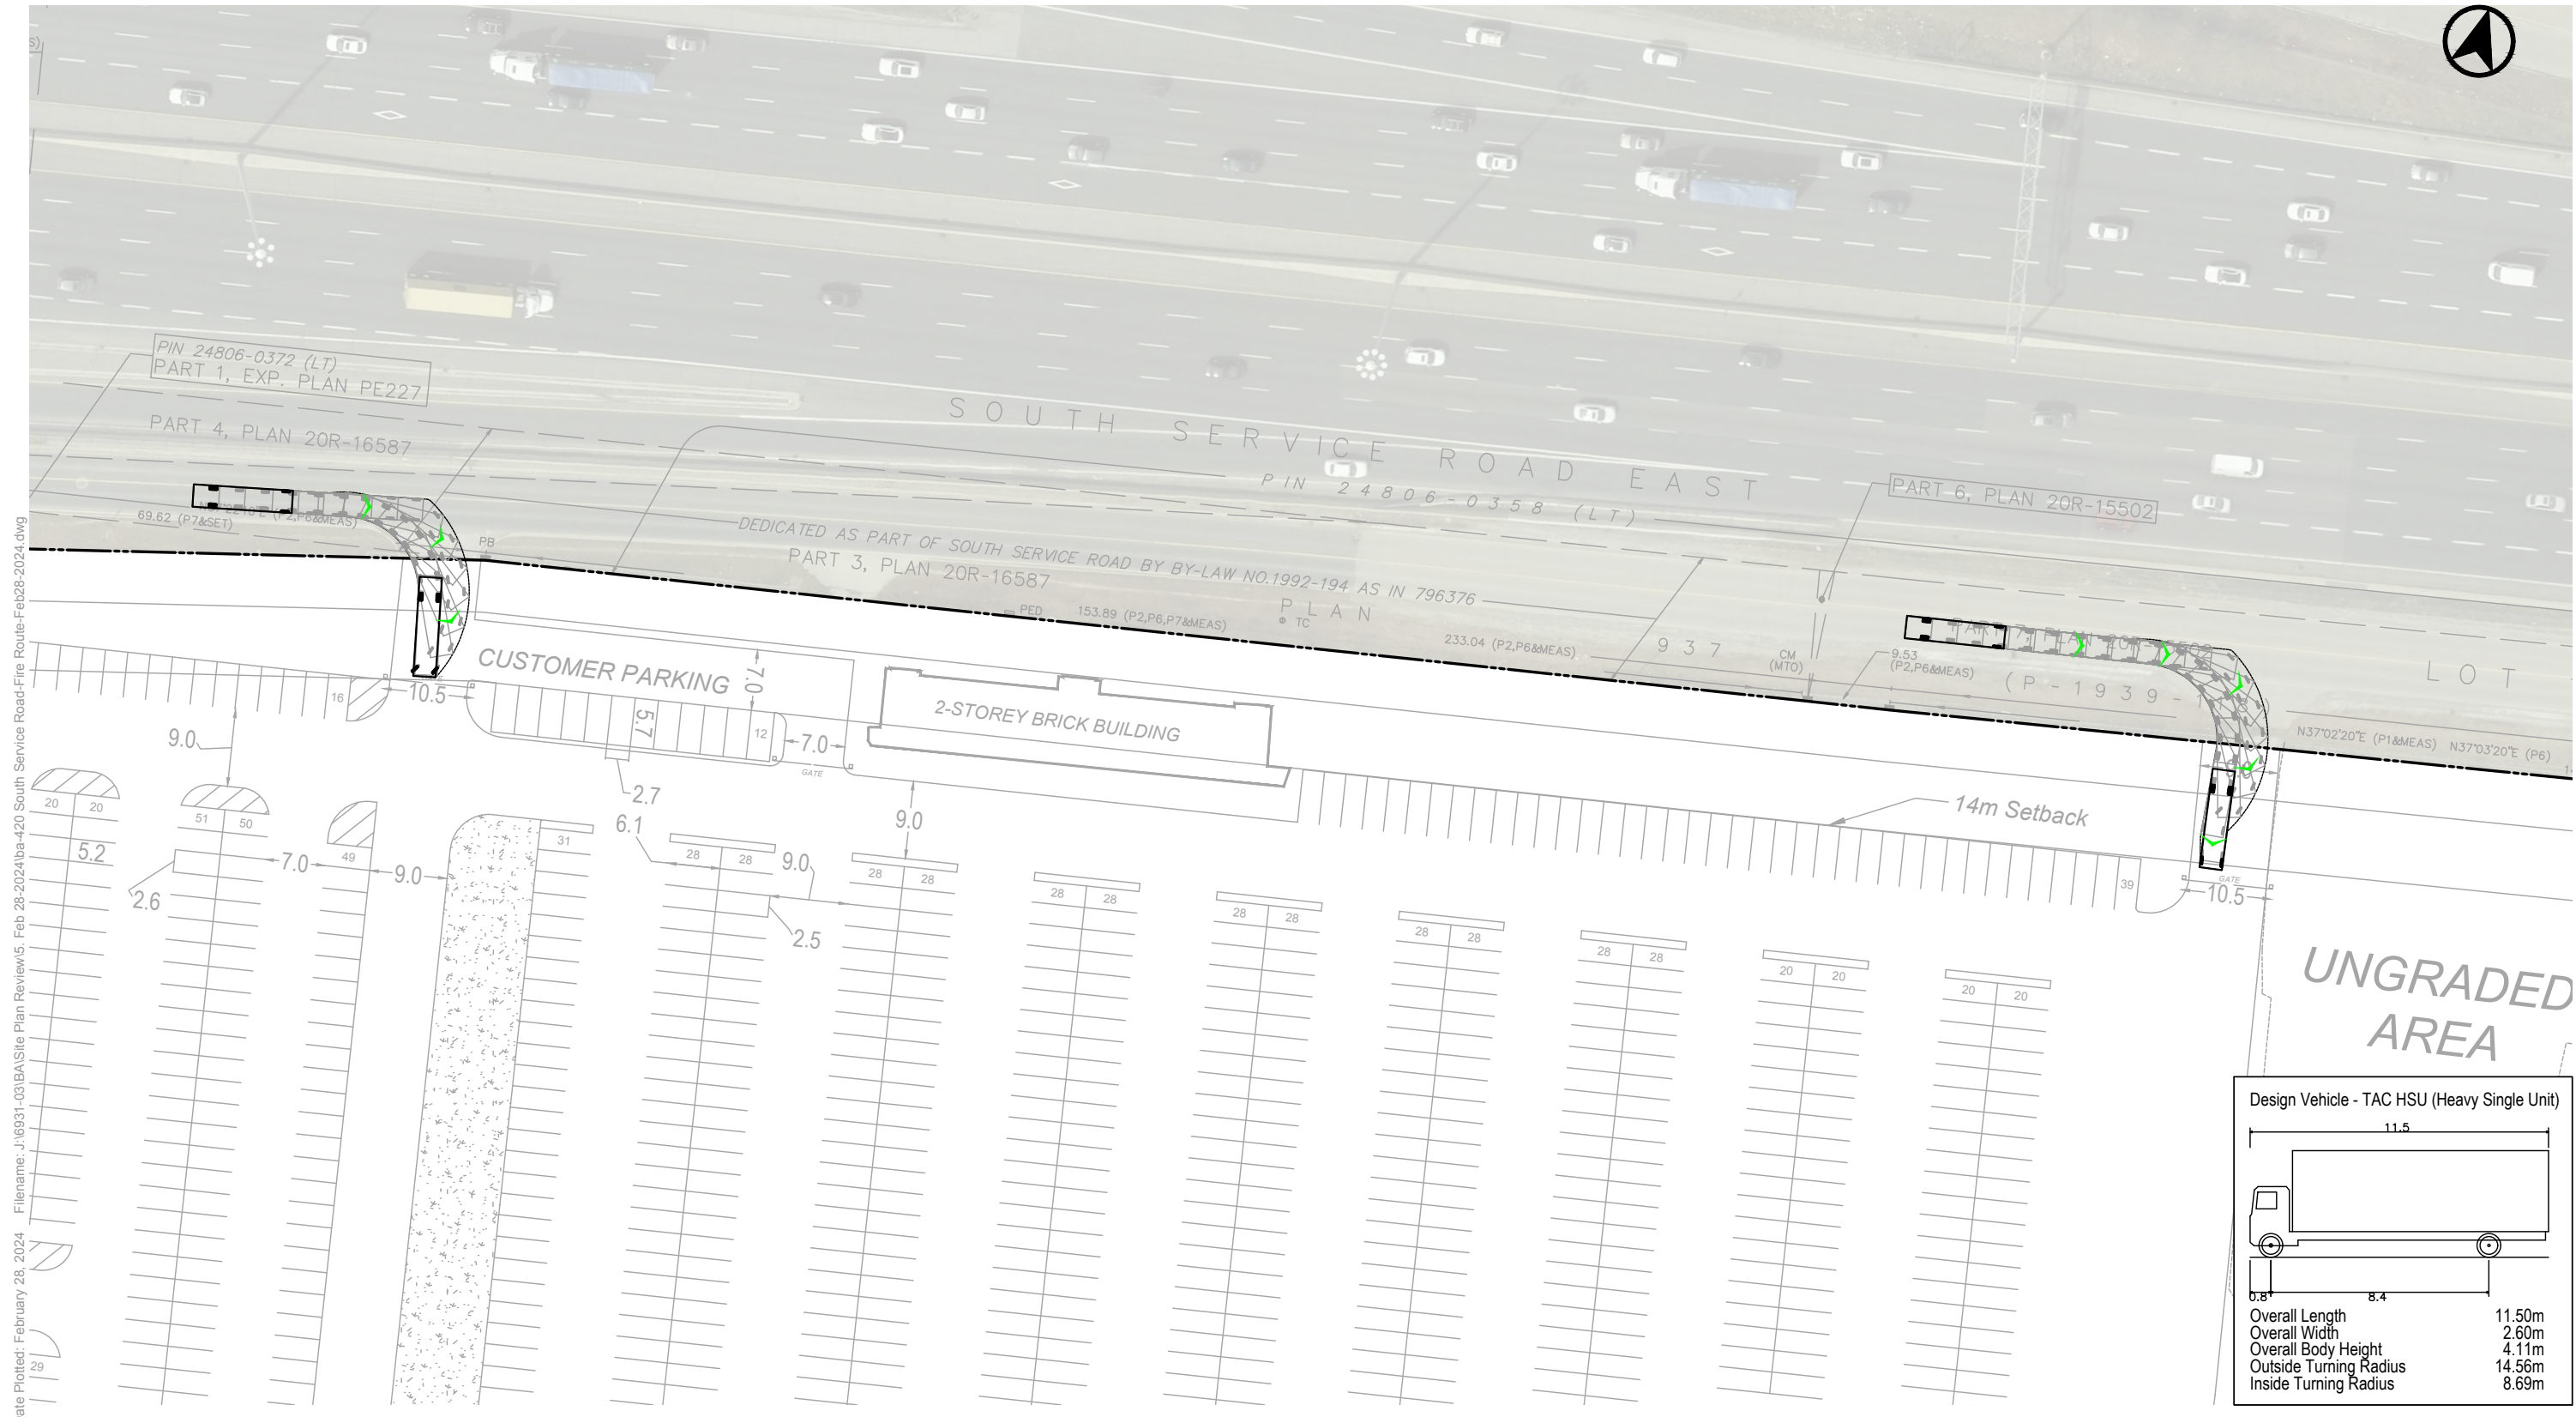 S)
PIN 24806-0372 (LT)
PART 1, EXP. PLAN PE227
PART 4, PLAN 20R-16587
SOUTH SERVICE ROAD EAST
PIN 24806-0358 (LT)
PART 6, PLAN 20R-15502
69.62 (P7&SET)
(P2,P6&MEAS)
PB
DEDICATED AS PART OF SOUTH SERVICE ROAD BY BY-LAW NO.1992-194 AS IN 796376
PART 3, PLAN 20R-16587
PED
153.89 (P2,P6,P7&MEAS)
PLAN
TC
233.04 (P2,P6&MEAS)
937
CM
(MTO)
9.53
(P2,P6&MEAS)
PART 7, PLAN 20R-15502
(P-1939-
LOT
N37°02'20"E (P1&MEAS)
N37°03'20"E (P6)
CUSTOMER PARKING
7.0
10.5
16
5.7
12
7.0
GATE
2-STOREY BRICK BUILDING
9.0
2.7
14m Setback
39
GATE
10.5
20
20
5.2
51
50
2.6
7.0
49
9.0
31
6.1
28
28
9.0
2.5
9.0
28
28
28
28
28
28
28
28
28
28
20
20
20
20
29
UNGRADED
AREA
Design Vehicle - TAC HSU (Heavy Single Unit)
11.5
0.8
8.4
Overall Length 11.50m
Overall Width 2.60m
Overall Body Height 4.11m
Outside Turning Radius 14.56m
Inside Turning Radius 8.69m
ate Plotted: February 28, 2024 Filename: J:\6931-03\BA\Site Plan Review\5. Feb 28-2024\ba-420 South Service Road-Fire Route-Feb28-2024.dwg